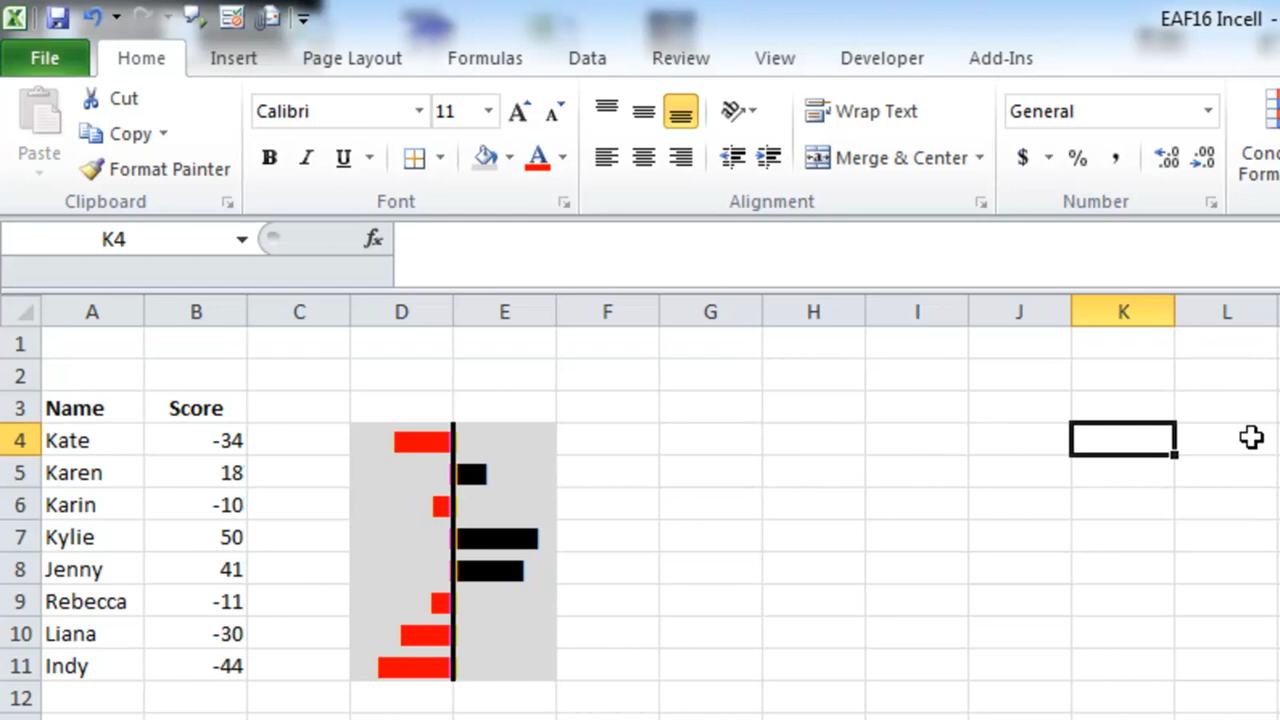 EAF16 Incell -
File Home Insert Page Layout Formulas Data Review View Developer Add-Ins
Cut
Copy
Format Painter
Paste
Calibri 11
B I U
A A A
Wrap Text
Merge & Center
General
$ % ,
.00 .0
Clipboard Font Alignment Number
K4 fx
A B C D E F G H I J K L
1
2
3 Name Score
4 Kate -34
5 Karen 18
6 Karin -10
7 Kylie 50
8 Jenny 41
9 Rebecca -11
10 Liana -30
11 Indy -44
12